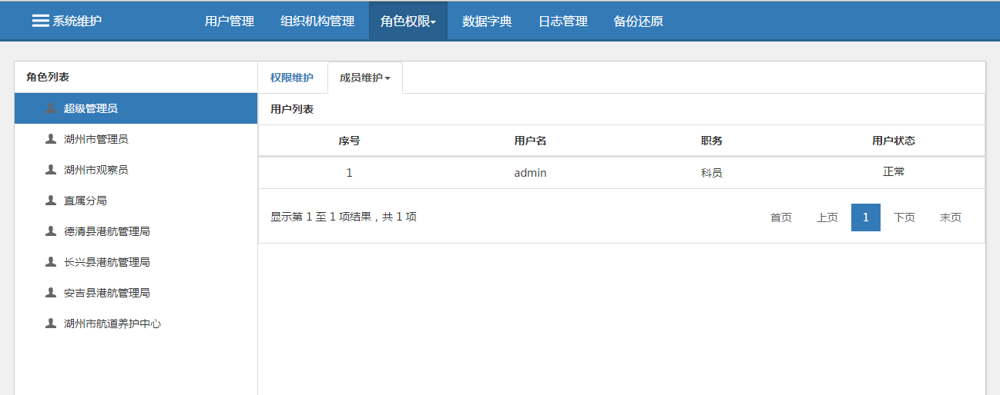 系统维护 用户管理 组织机构管理 角色权限 数据字典 日志管理 备份还原
角色列表
超级管理员
湖州市管理员
湖州市观察员
直属分局
德清县港航管理局
长兴县港航管理局
安吉县港航管理局
湖州市航道养护中心
权限维护 成员维护
用户列表
序号 用户名 职务 用户状态
1 admin 科员 正常
显示第 1 至 1 项结果，共 1 项 首页 上页 1 下页 末页